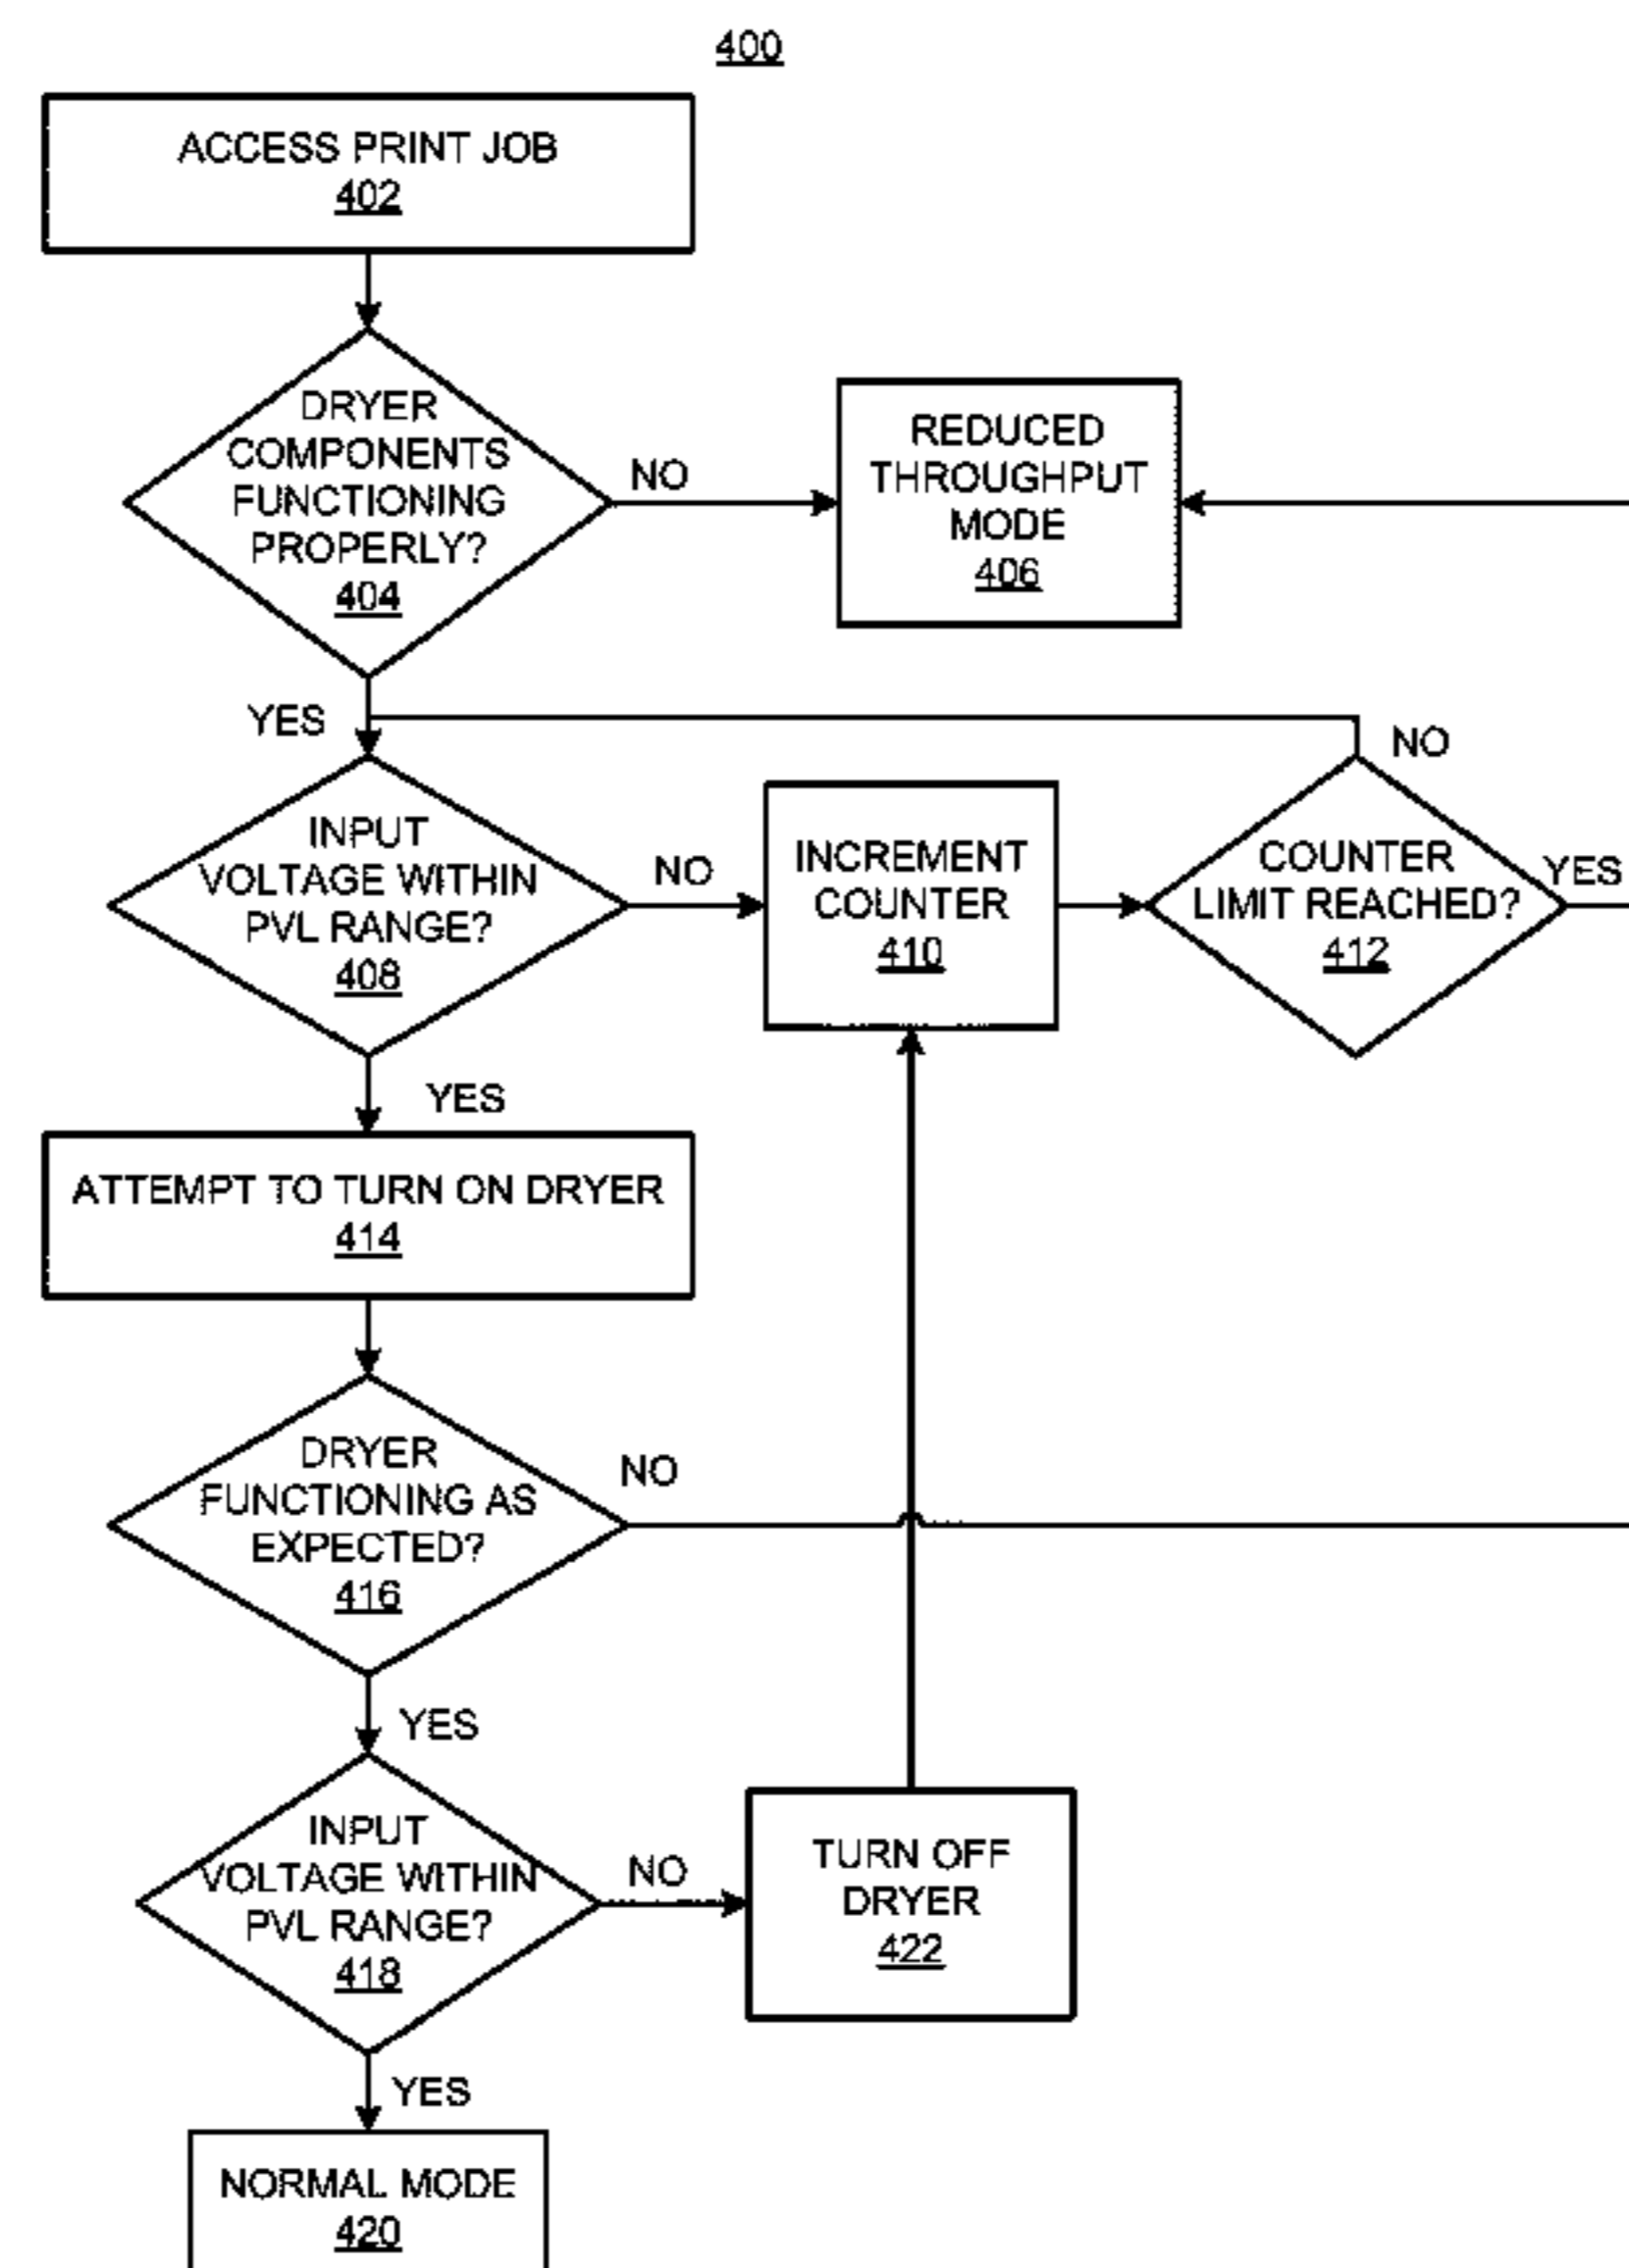 400
ACCESS PRINT JOB
402
DRYER
COMPONENTS
FUNCTIONING
PROPERLY?
404
NO
REDUCED
THROUGHPUT
MODE
406
YES
NO
INPUT
VOLTAGE WITHIN
PVL RANGE?
408
NO
INCREMENT
COUNTER
410
COUNTER
LIMIT REACHED?
412
YES
YES
ATTEMPT TO TURN ON DRYER
414
DRYER
FUNCTIONING AS
EXPECTED?
416
NO
YES
INPUT
VOLTAGE WITHIN
PVL RANGE?
418
NO
TURN OFF
DRYER
422
YES
NORMAL MODE
420